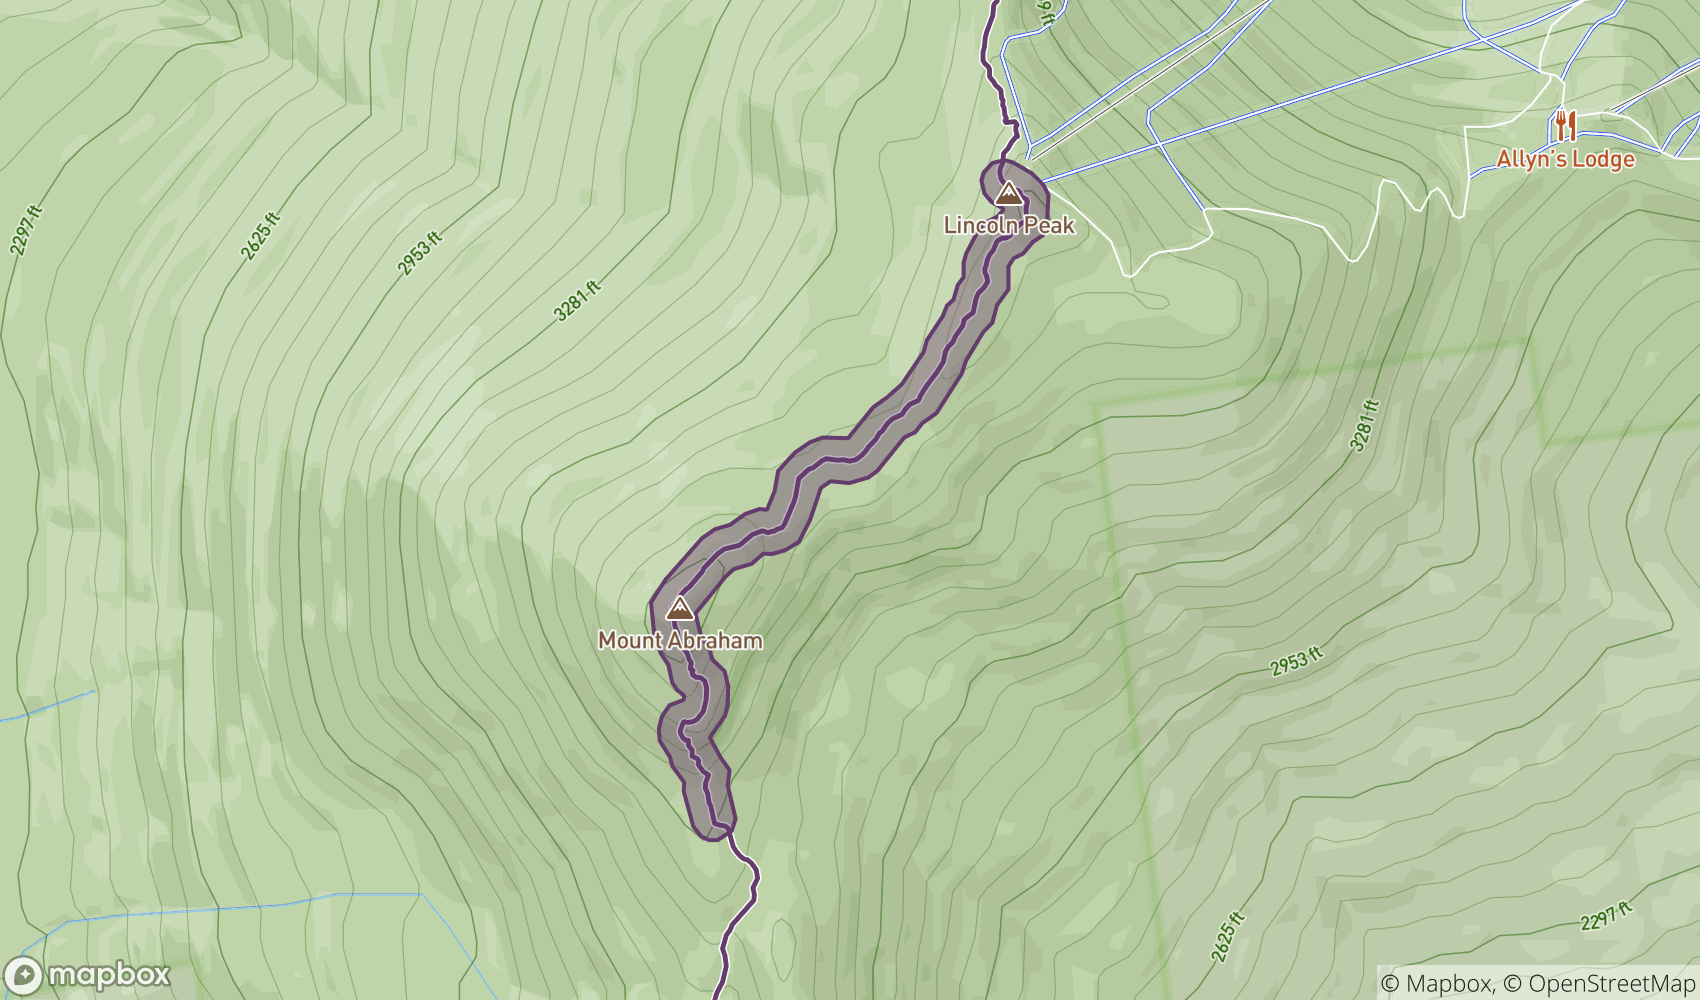 Allyn's Lodge
Lincoln Peak
2297 ft
2625 ft
2953 ft
3281 ft
3281 ft
Mount Abraham
2953 ft
2297 ft
2625 ft
mapbox
© Mapbox, © OpenStreetMap